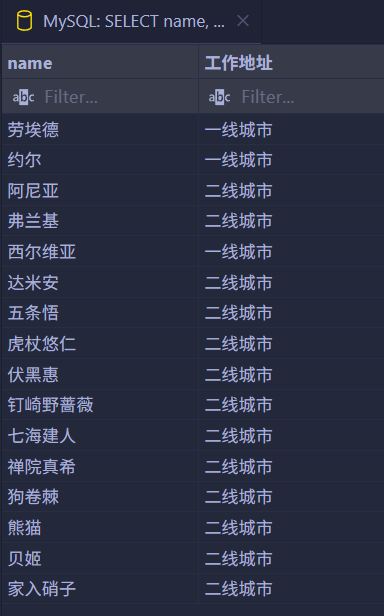 MySQL: SELECT name, ...
name 工作地址
abc Filter... abc Filter...
劳埃德 一线城市
约尔 一线城市
阿尼亚 二线城市
弗兰基 二线城市
西尔维亚 一线城市
达米安 二线城市
五条悟 二线城市
虎杖悠仁 二线城市
伏黑惠 二线城市
钉崎野蔷薇 二线城市
七海建人 二线城市
禅院真希 二线城市
狗卷棘 二线城市
熊猫 二线城市
贝姬 二线城市
家入硝子 二线城市